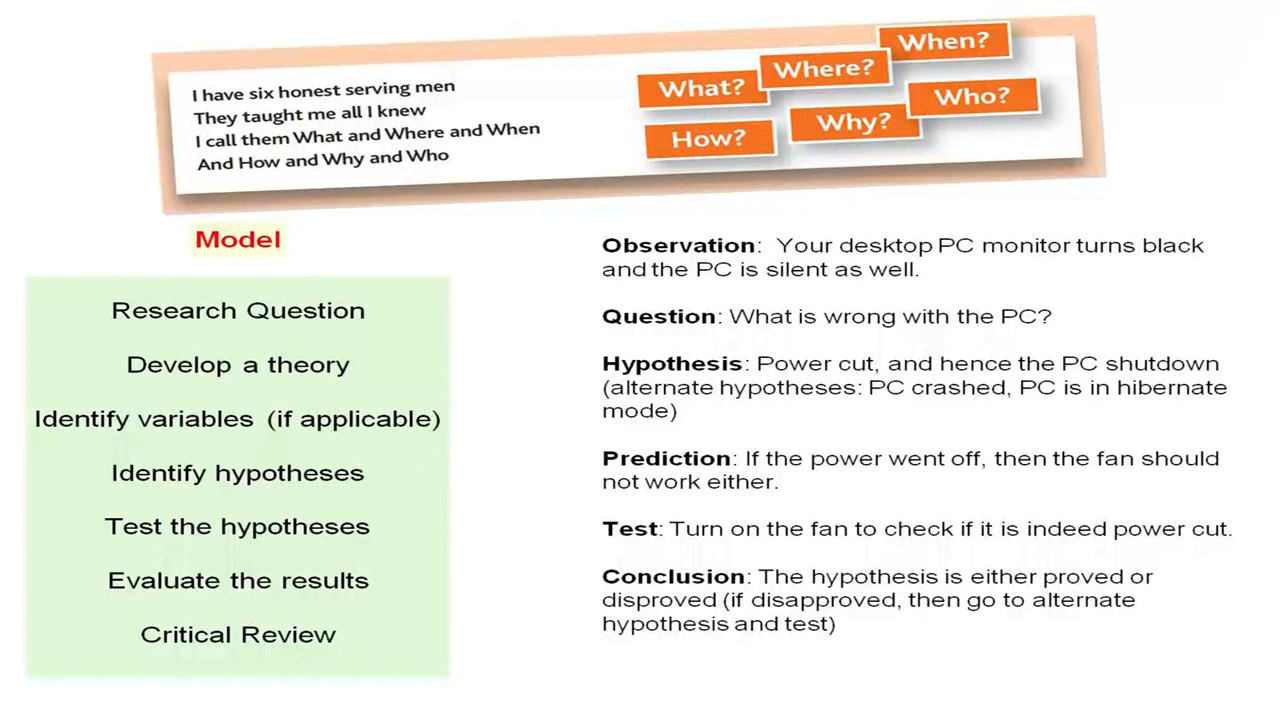 I have six honest serving men
They taught me all I knew
I call them What and Where and When
And How and Why and Who
What?
Where?
When?
How?
Why?
Who?
Model
Research Question
Develop a theory
Identify variables (if applicable)
Identify hypotheses
Test the hypotheses
Evaluate the results
Critical Review
Observation: Your desktop PC monitor turns black
and the PC is silent as well.
Question: What is wrong with the PC?
Hypothesis: Power cut, and hence the PC shutdown
(alternate hypotheses: PC crashed, PC is in hibernate
mode)
Prediction: If the power went off, then the fan should
not work either.
Test: Turn on the fan to check if it is indeed power cut.
Conclusion: The hypothesis is either proved or
disproved (if disapproved, then go to alternate
hypothesis and test)